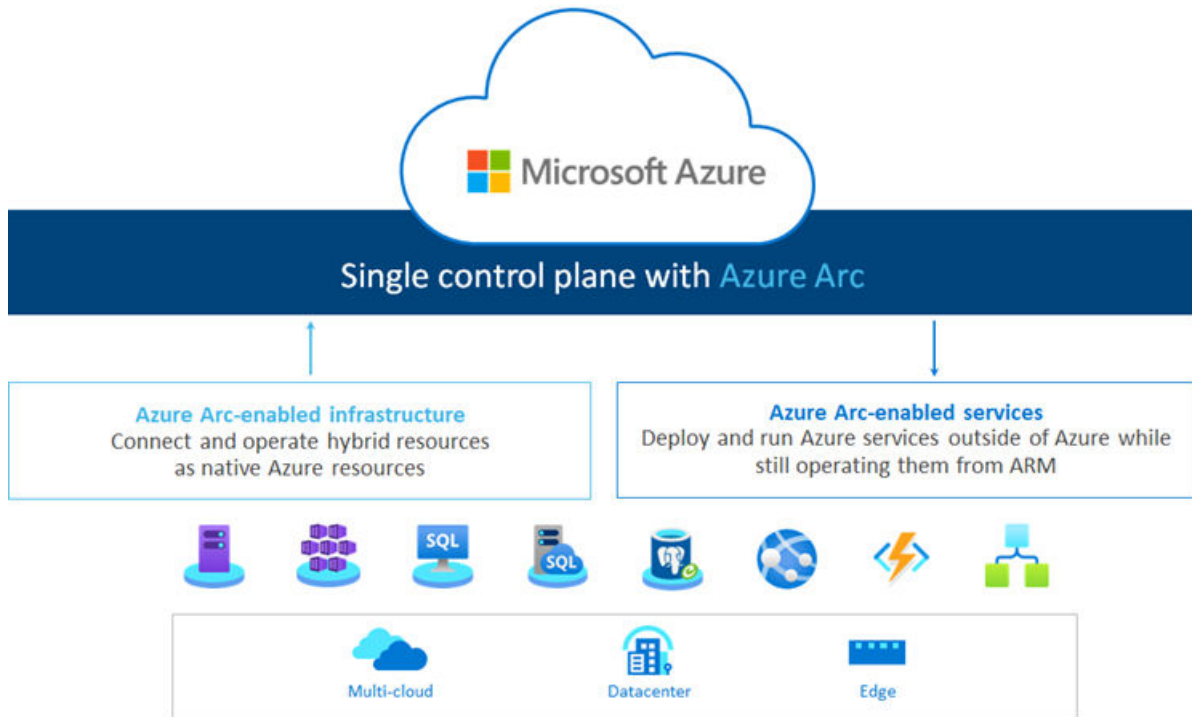 Microsoft Azure
Single control plane with Azure Arc
Azure Arc-enabled infrastructure
Connect and operate hybrid resources
as native Azure resources
Azure Arc-enabled services
Deploy and run Azure services outside of Azure while
still operating them from ARM
SQL
SQL
Multi-cloud
Datacenter
Edge